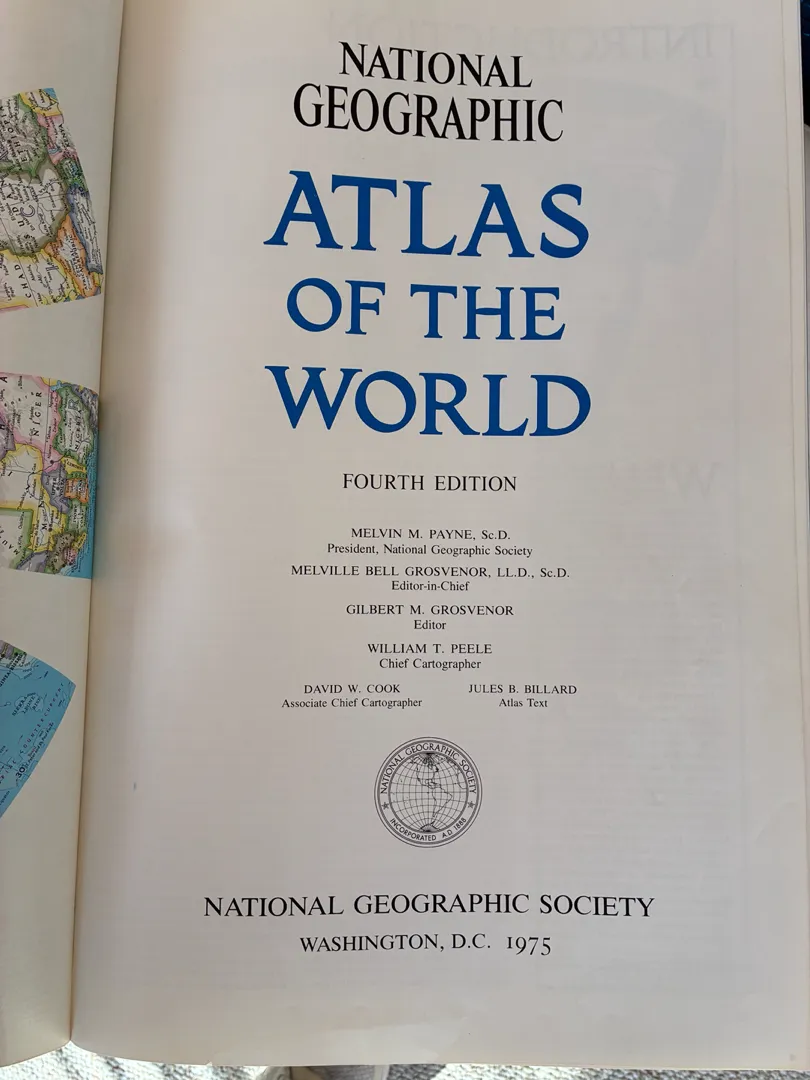 NATIONAL
GEOGRAPHIC
ATLAS
OF THE
WORLD
FOURTH EDITION
MELVIN M. PAYNE, Sc.D.
President, National Geographic Society
MELVILLE BELL GROSVENOR, LL.D., Sc.D.
Editor-in-Chief
GILBERT M. GROSVENOR
Editor
WILLIAM T. PEELE
Chief Cartographer
DAVID W. COOK
Associate Chief Cartographer
JULES B. BILLARD
Atlas Text
NATIONAL GEOGRAPHIC SOCIETY
INCORPORATED A.D. 1888
NATIONAL GEOGRAPHIC SOCIETY
WASHINGTON, D.C. 1975
CHAD
NIGER